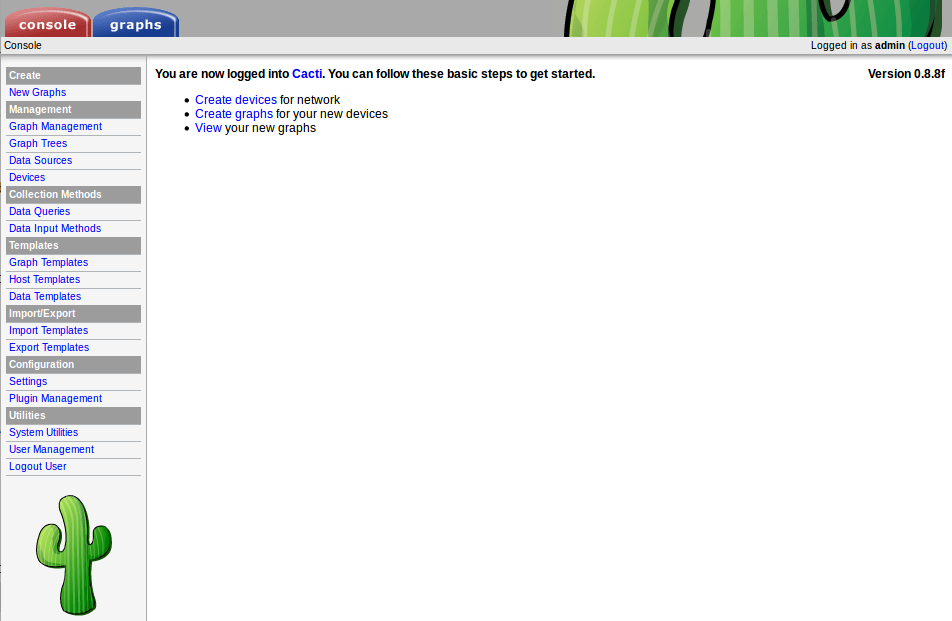 console graphs
Console Logged in as admin (Logout)
Create
New Graphs
Management
Graph Management
Graph Trees
Data Sources
Devices
Collection Methods
Data Queries
Data Input Methods
Templates
Graph Templates
Host Templates
Data Templates
Import/Export
Import Templates
Export Templates
Configuration
Settings
Plugin Management
Utilities
System Utilities
User Management
Logout User
You are now logged into Cacti. You can follow these basic steps to get started. Version 0.8.8f
• Create devices for network
• Create graphs for your new devices
• View your new graphs